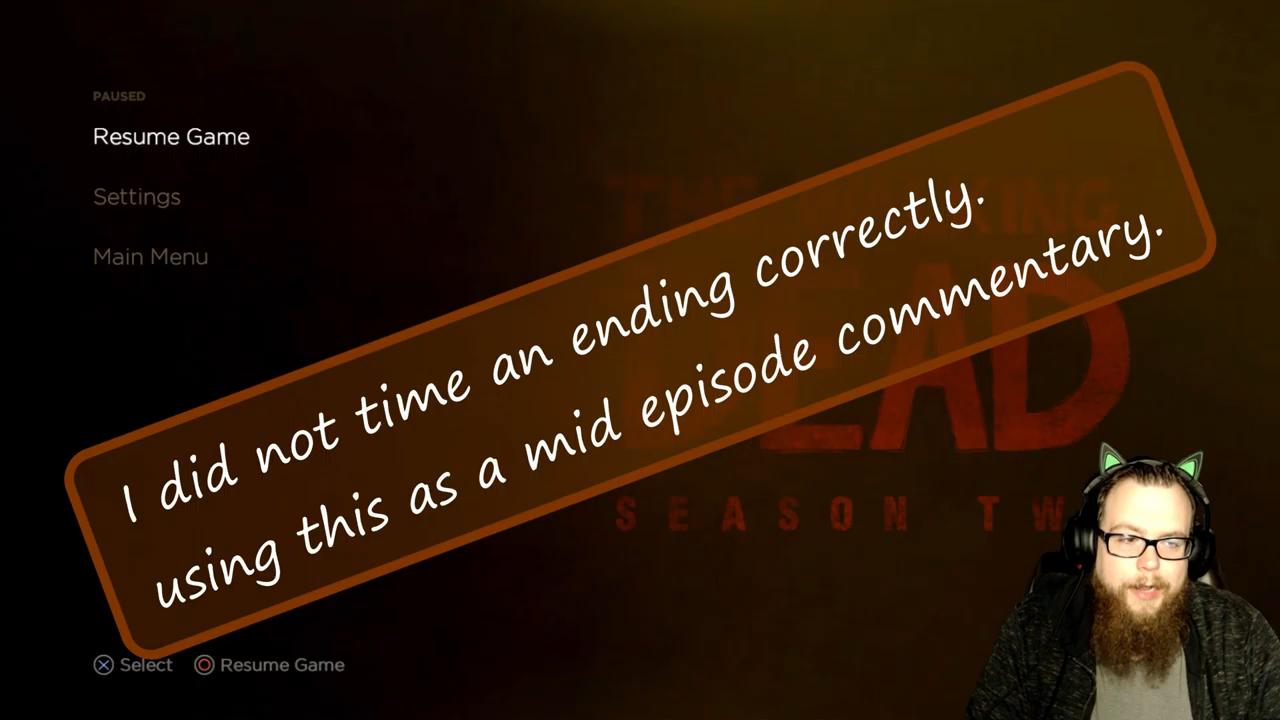 PAUSED
Resume Game
Settings
Main Menu
I did not time an ending correctly.
using this as a mid episode commentary.
DEAD
SEASON TW
Select
Resume Game